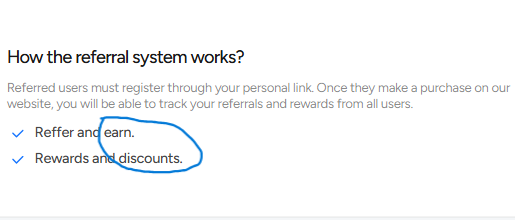 How the referral system works?
Referred users must register through your personal link. Once they make a purchase on our
website, you will be able to track your referrals and rewards from all users.
Reffer and earn.
Rewards and discounts.